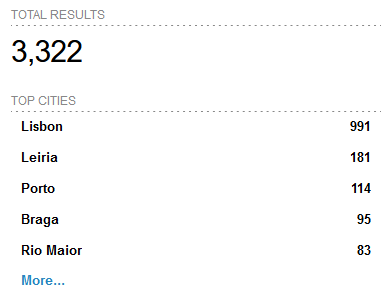 TOTAL RESULTS
3,322
TOP CITIES
Lisbon 991
Leiria 181
Porto 114
Braga 95
Rio Maior 83
More...